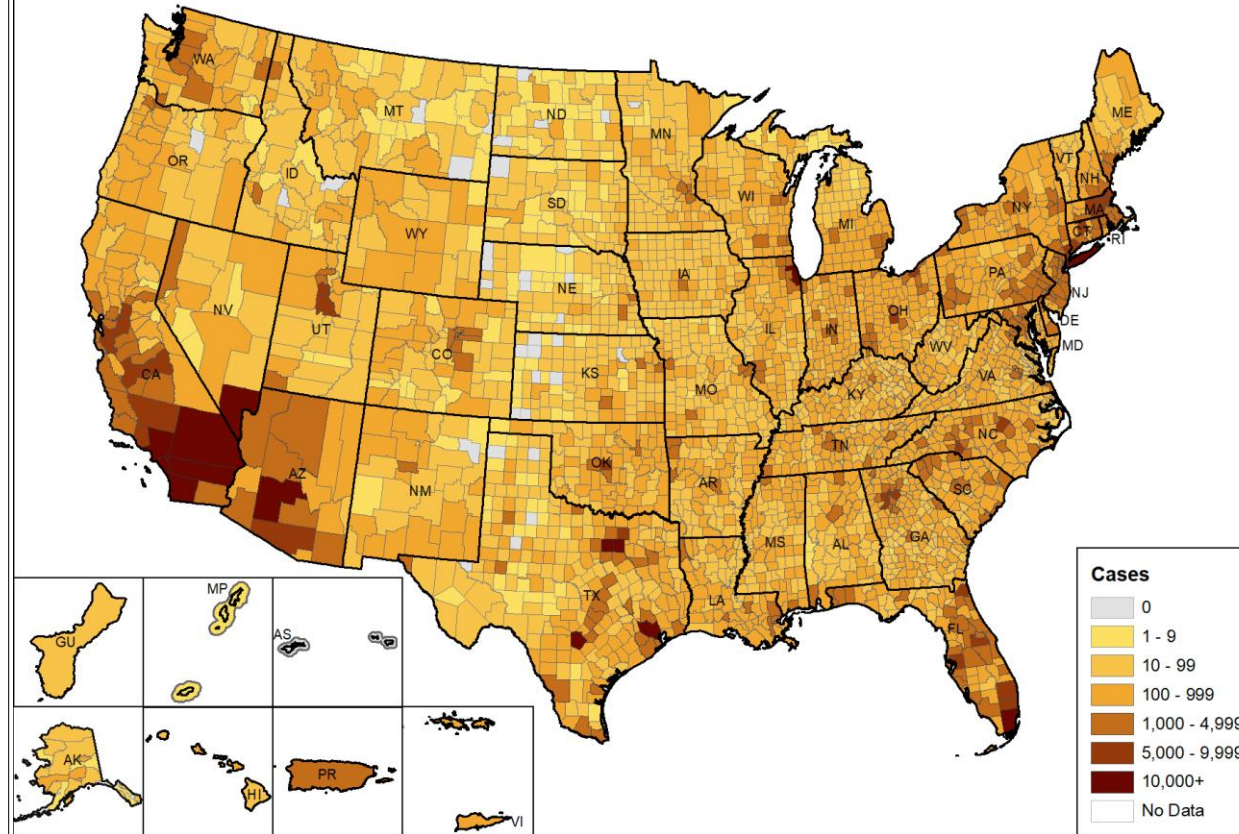 WA
MT
ND
MN
ME
OR
ID
SD
WI
MI
VT
NH
NY
MA
CT
RI
WY
IA
NE
PA
NJ
NV
UT
CO
IL
IN
OH
DE
MD
WV
VA
CA
KS
MO
KY
AZ
NM
OK
AR
TN
NC
SC
MS
AL
GA
TX
LA
FL
GU
MP
AS
AK
HI
PR
VI
Cases
0
1 - 9
10 - 99
100 - 999
1,000 - 4,999
5,000 - 9,999
10,000+
No Data